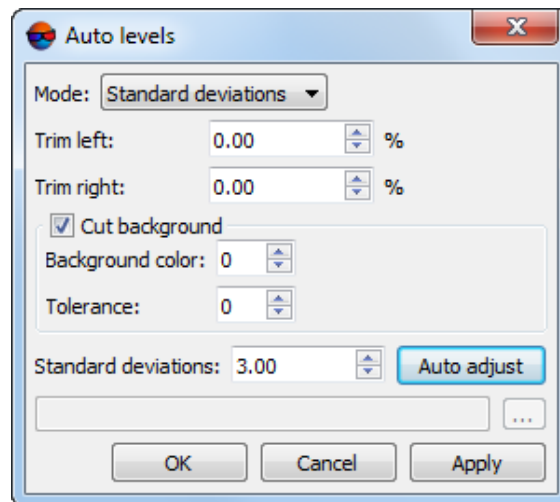 Auto levels
Mode: Standard deviations
Trim left: 0.00 %
Trim right: 0.00 %
Cut background
Background color: 0
Tolerance: 0
Standard deviations: 3.00 Auto adjust
...
OK Cancel Apply